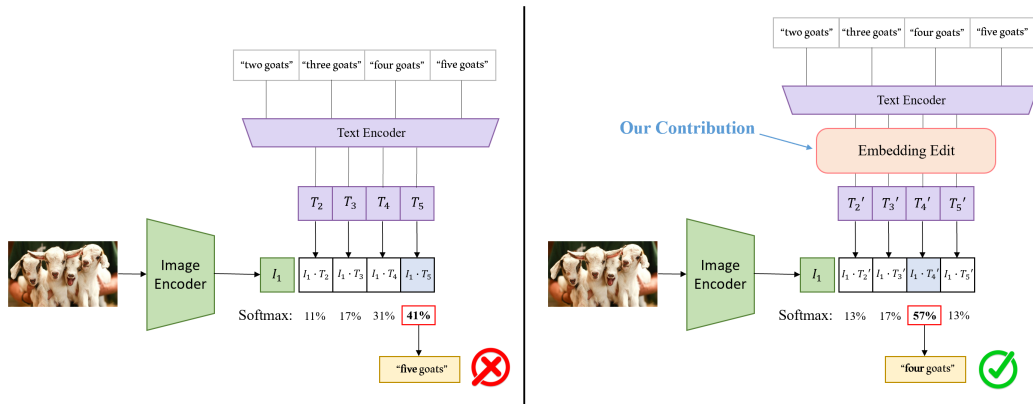 “two goats” “three goats” “four goats” “five goats”
Text Encoder
T₂ T₃ T₄ T₅
Image
Encoder
I₁
I₁ · T₂ I₁ · T₃ I₁ · T₄ I₁ · T₅
Softmax: 11% 17% 31% 41%
“five goats”
“two goats” “three goats” “four goats” “five goats”
Text Encoder
Our Contribution
Embedding Edit
T₂′ T₃′ T₄′ T₅′
Image
Encoder
I₁
I₁ · T₂′ I₁ · T₃′ I₁ · T₄′ I₁ · T₅′
Softmax: 13% 17% 57% 13%
“four goats”